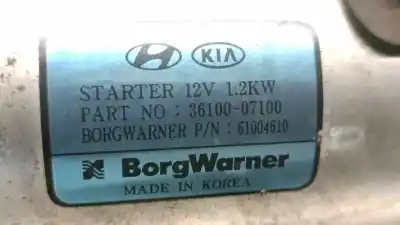 KIA
STARTER 12V 1.2KW
PART NO : 36100-07100
BORGWARNER P/N : 61004610
BorgWarner
MADE IN KOREA